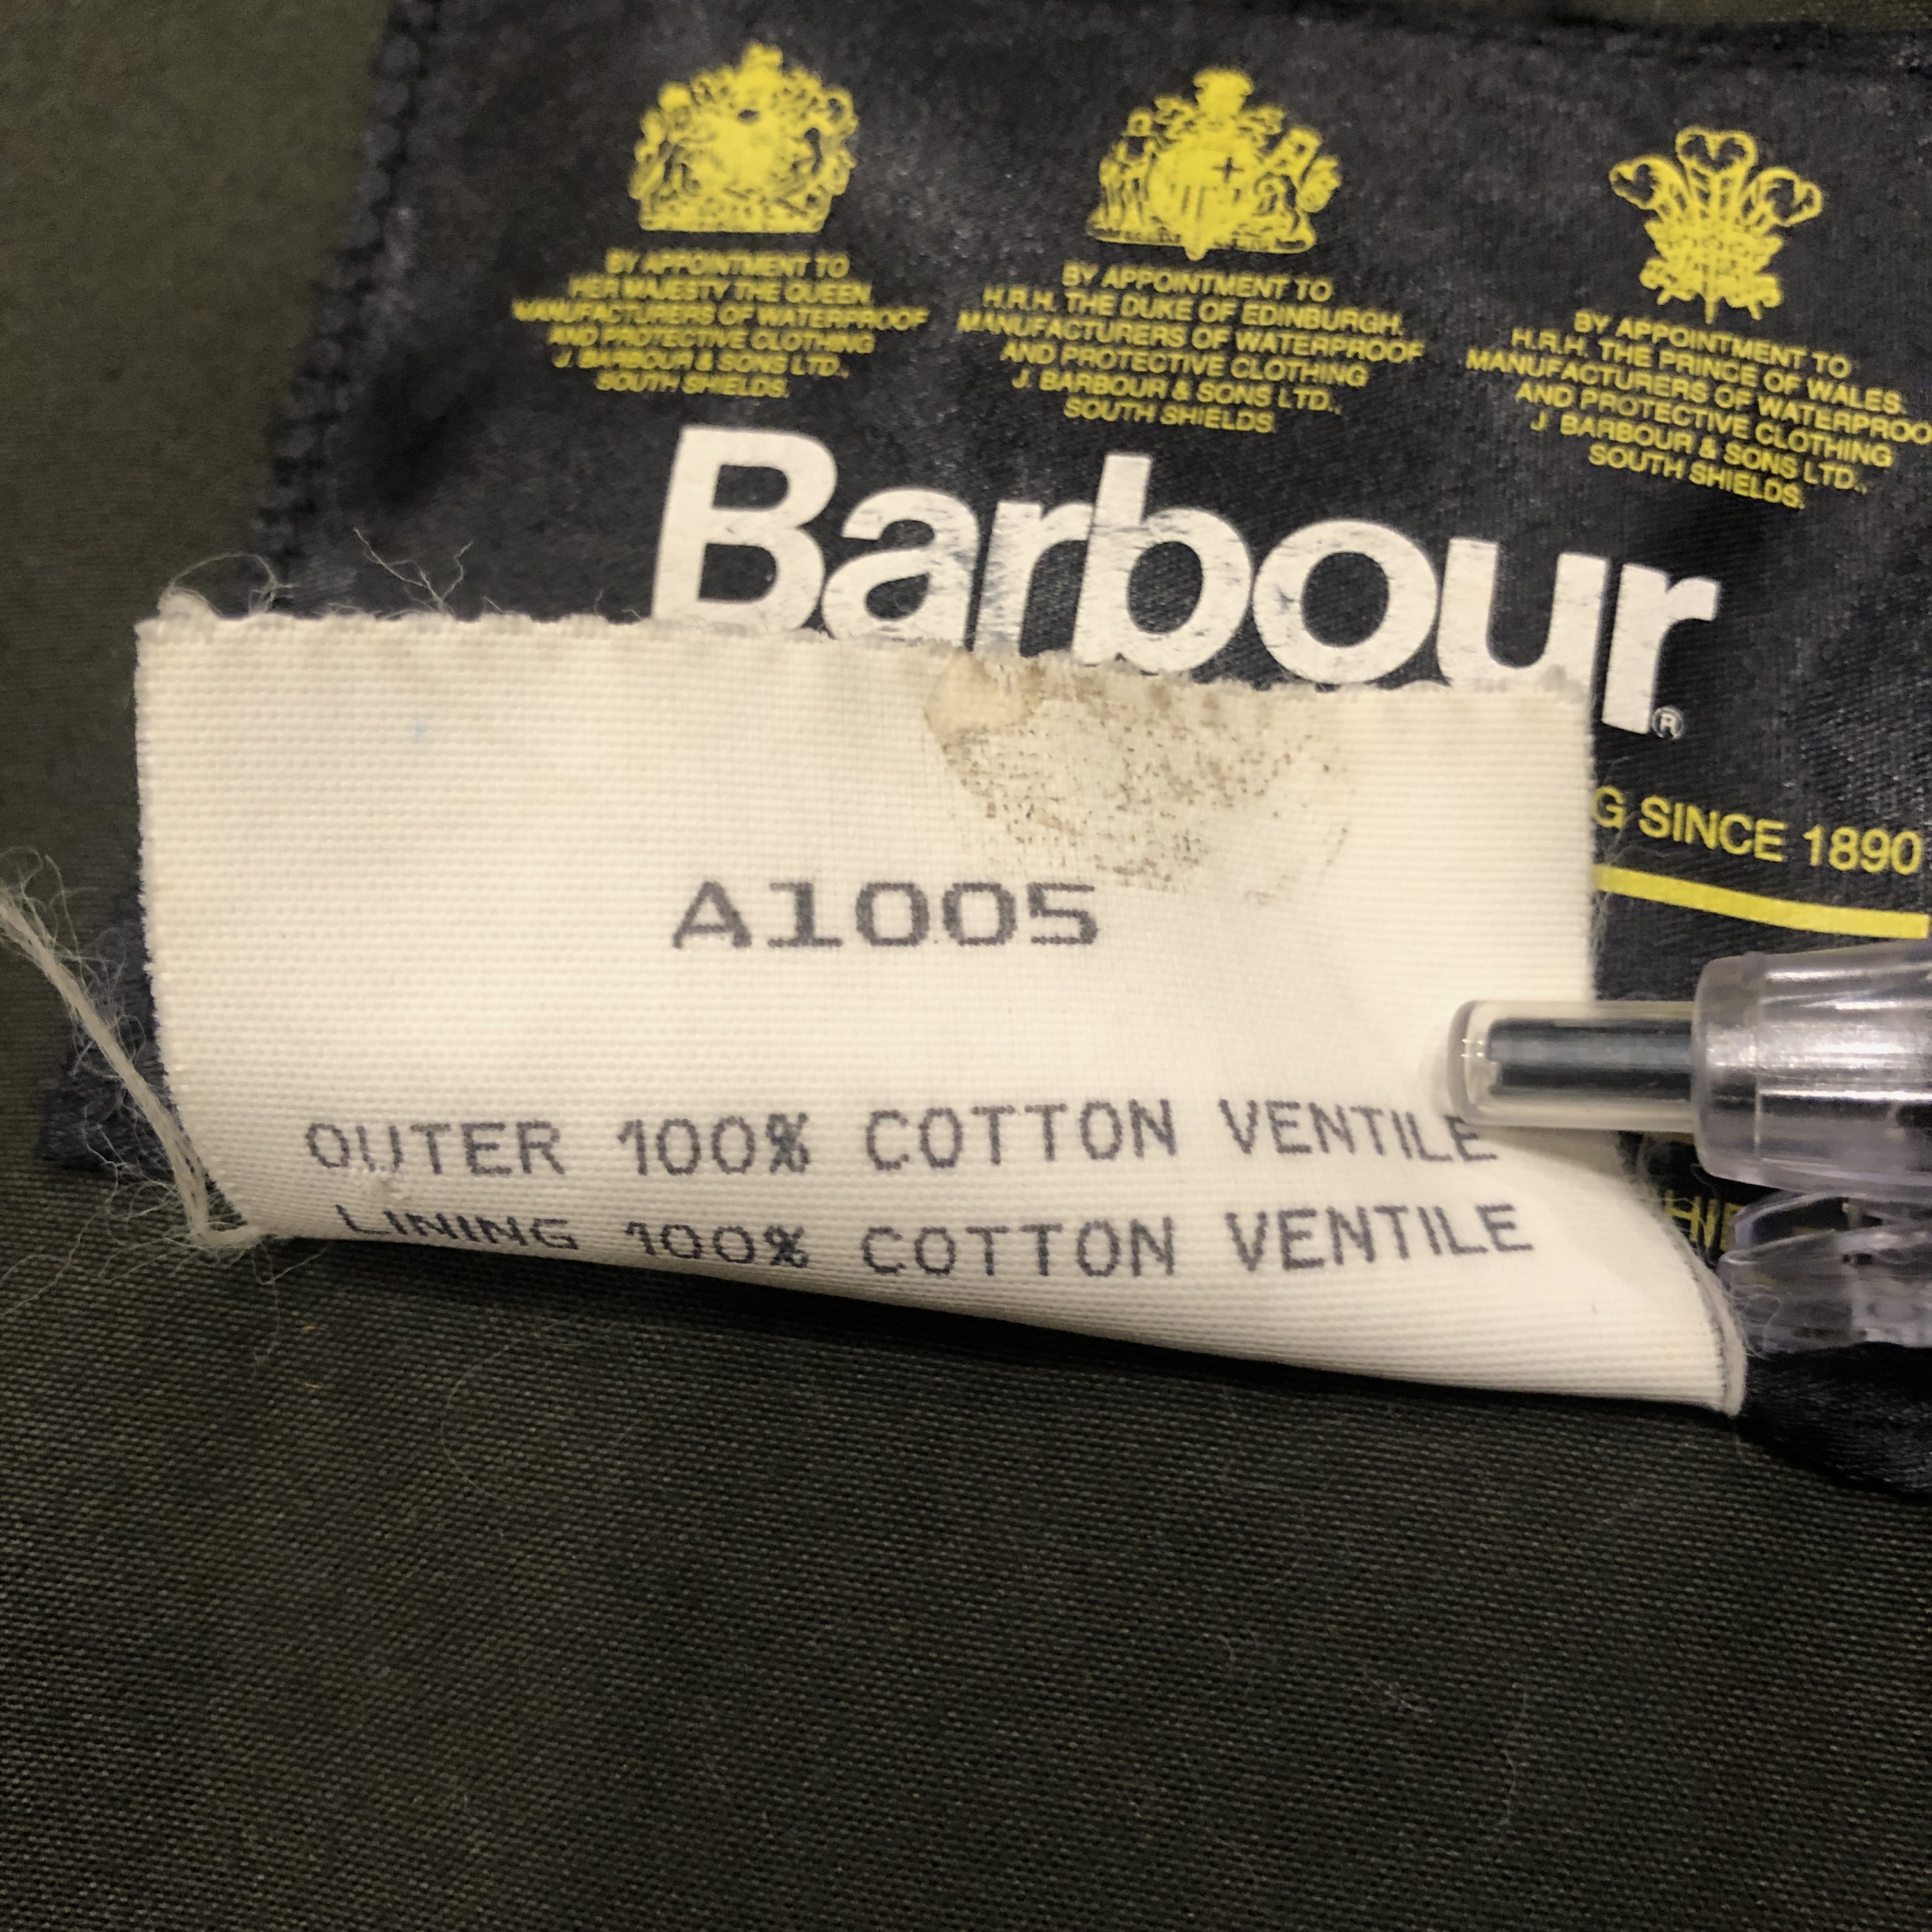 BY APPOINTMENT TO
HER MAJESTY THE QUEEN
MANUFACTURERS OF WATERPROOF
AND PROTECTIVE CLOTHING
J. BARBOUR & SONS LTD.,
SOUTH SHIELDS.
BY APPOINTMENT TO
H.R.H. THE DUKE OF EDINBURGH.
MANUFACTURERS OF WATERPROOF
AND PROTECTIVE CLOTHING
J. BARBOUR & SONS LTD.,
SOUTH SHIELDS.
BY APPOINTMENT TO
H.R.H. THE PRINCE OF WALES.
MANUFACTURERS OF WATERPROO
AND PROTECTIVE CLOTHING
J. BARBOUR & SONS LTD.,
SOUTH SHIELDS.
Barbour®
G SINCE 1890
A1005
OUTER 100% COTTON VENTILE
LINING 100% COTTON VENTILE